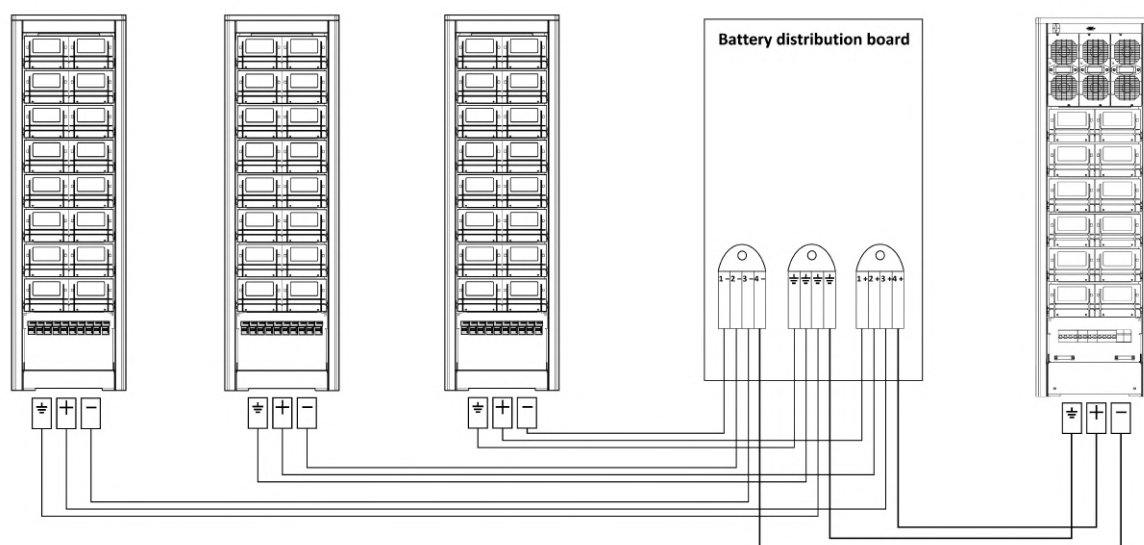 Battery distribution board
1 – 2 – 3 – 4 –
1 + 2 + 3 + 4 +
+ –
+ –
+ –
+ –